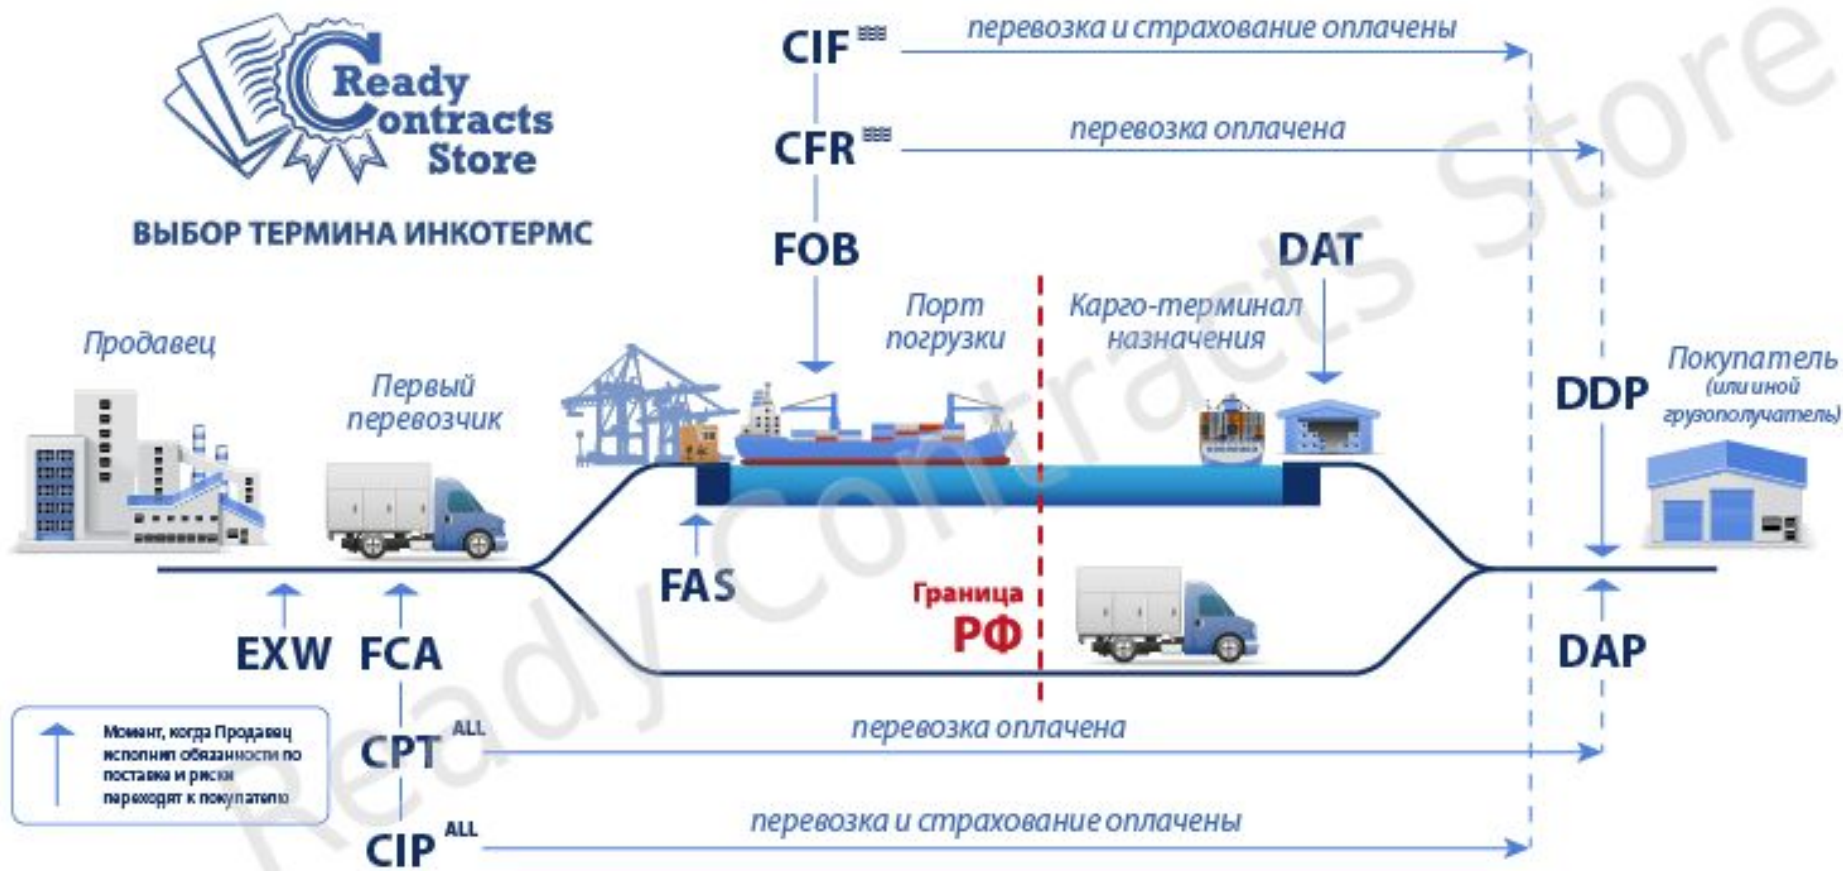 Ready
Contracts
Store
ВЫБОР ТЕРМИНА ИНКОТЕРМС
CIF
перевозка и страхование оплачены
CFR
перевозка оплачена
FOB
DAT
Порт
погрузки
Карго-терминал
назначения
Продавец
Первый
перевозчик
DDP
Покупатель
(или иной
грузополучатель)
FAS
Граница
РФ
EXW
FCA
DAP
Момент, когда Продавец
исполнил обязанности по
поставке и риски
переходят к покупателю
CPT ALL
перевозка оплачена
CIP ALL
перевозка и страхование оплачены
Ready Contracts Store